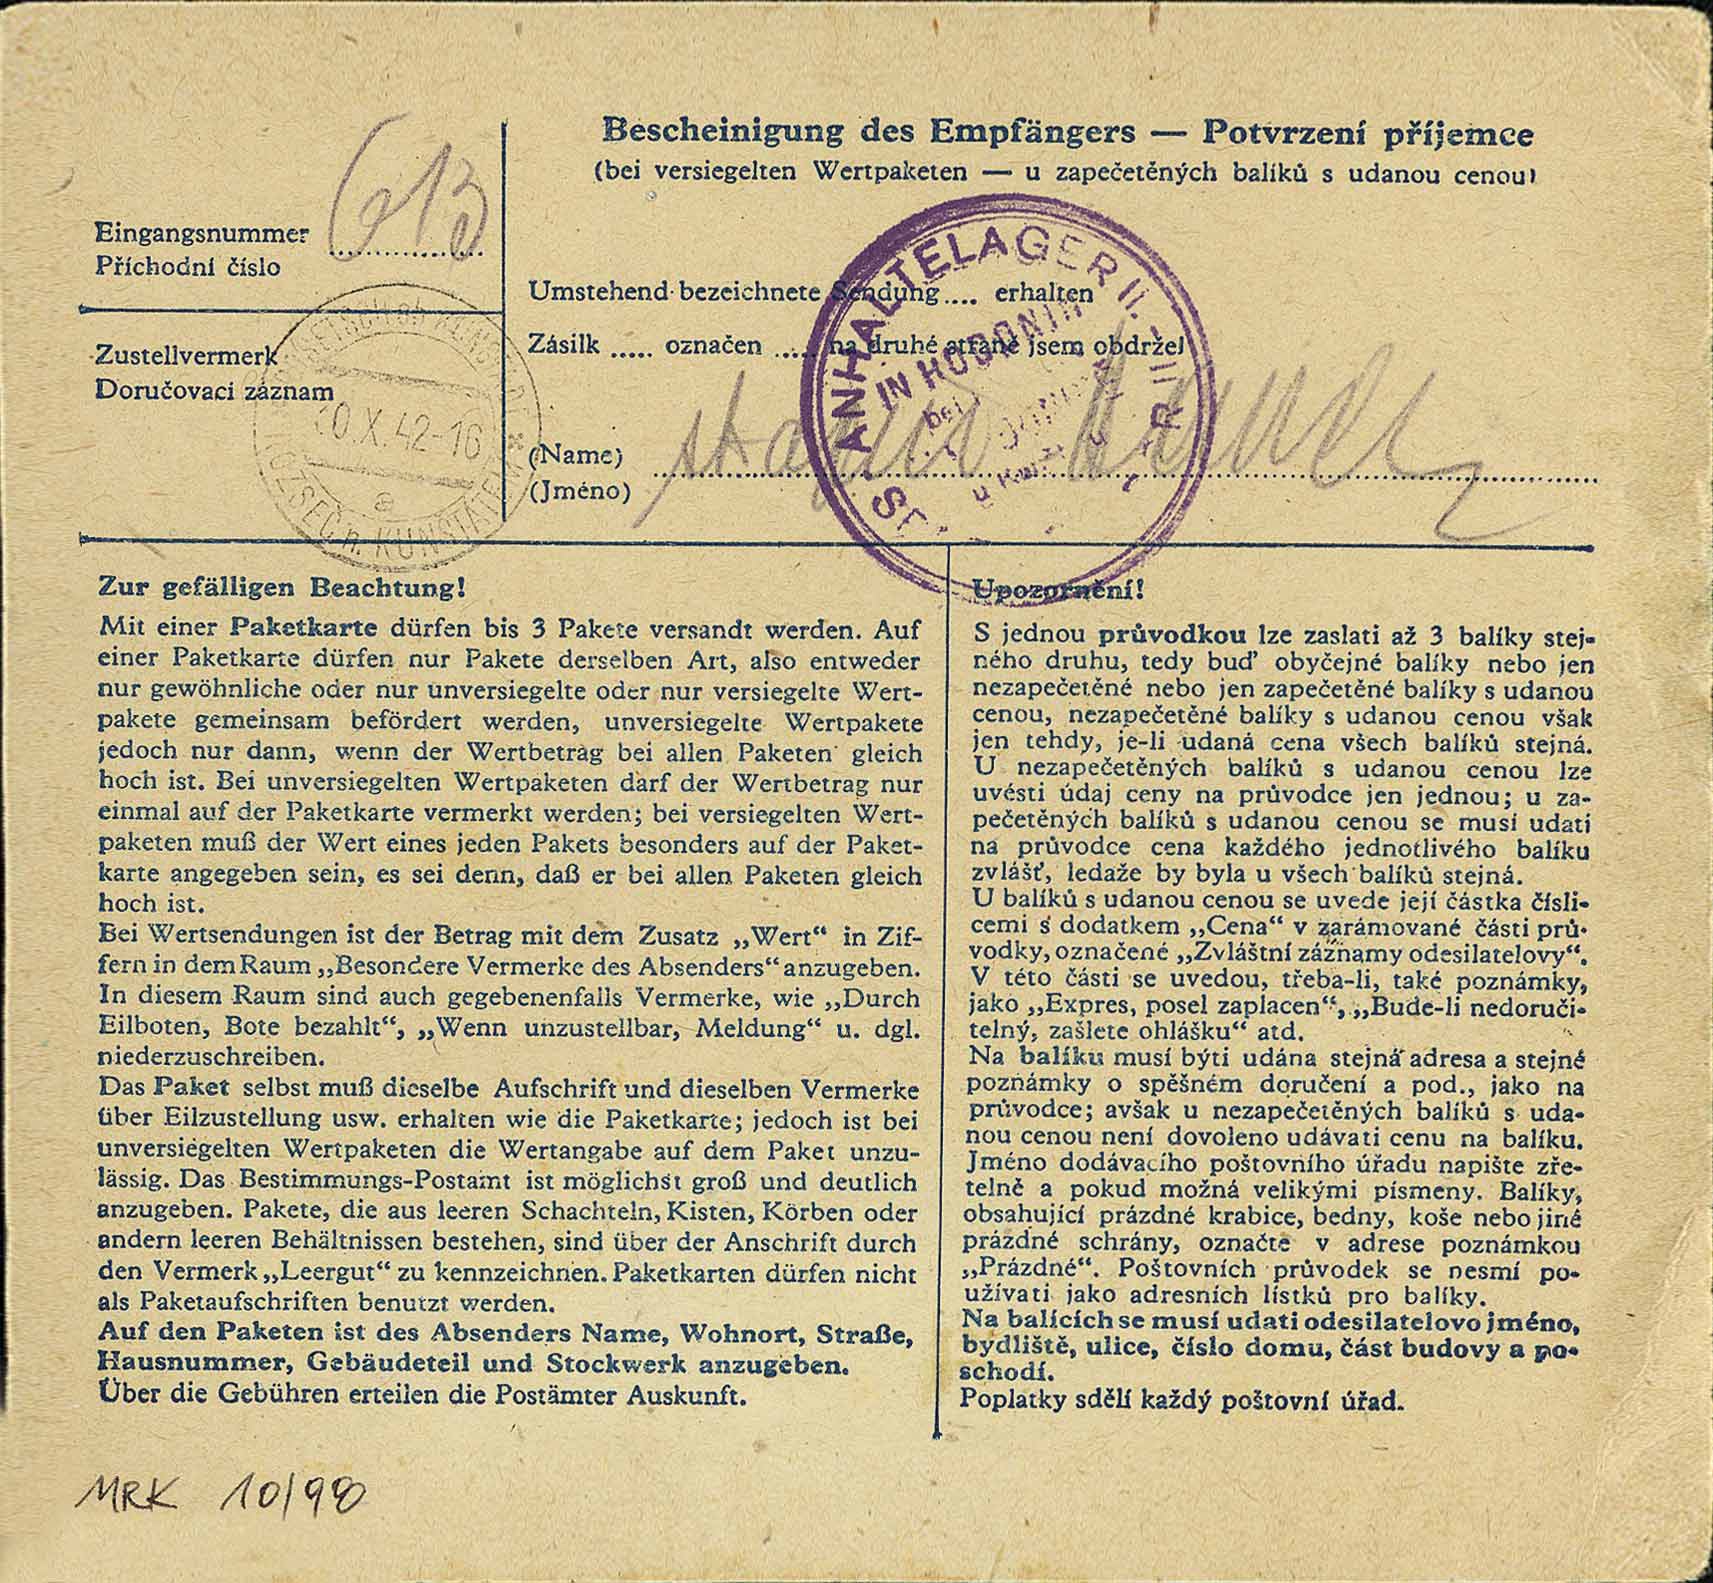 Bescheinigung des Empfängers — Potvrzení příjemce
(bei versiegelten Wertpaketen — u zapečetěných balíků s udanou cenou)
Eingangsnummer 613
Příchodní číslo
Umstehend bezeichnete Sendung.... erhalten
Zásilk ..... označen ..... na druhé straně jsem obdržel
Zustellvermerk
Doručovací záznam
(Name)
(Jméno)
ANHALTELAGER II.
IN HODONIN
bei
10.X.42-16
n. KUNSTÁTE
e
Zur gefälligen Beachtung!
Mit einer Paketkarte dürfen bis 3 Pakete versandt werden. Auf
einer Paketkarte dürfen nur Pakete derselben Art, also entweder
nur gewöhnliche oder nur unversiegelte oder nur versiegelte Wert-
pakete gemeinsam befördert werden, unversiegelte Wertpakete
jedoch nur dann, wenn der Wertbetrag bei allen Paketen gleich
hoch ist. Bei unversiegelten Wertpaketen darf der Wertbetrag nur
einmal auf der Paketkarte vermerkt werden; bei versiegelten Wert-
paketen muß der Wert eines jeden Pakets besonders auf der Paket-
karte angegeben sein, es sei denn, daß er bei allen Paketen gleich
hoch ist.
Bei Wertsendungen ist der Betrag mit dem Zusatz „Wert“ in Zif-
fern in dem Raum „Besondere Vermerke des Absenders“ anzugeben.
In diesem Raum sind auch gegebenenfalls Vermerke, wie „Durch
Eilboten, Bote bezahlt“, „Wenn unzustellbar, Meldung“ u. dgl.
niederzuschreiben.
Das Paket selbst muß dieselbe Aufschrift und dieselben Vermerke
über Eilzustellung usw. erhalten wie die Paketkarte; jedoch ist bei
unversiegelten Wertpaketen die Wertangabe auf dem Paket unzu-
lässig. Das Bestimmungs-Postamt ist möglichst groß und deutlich
anzugeben. Pakete, die aus leeren Schachteln, Kisten, Körben oder
andern leeren Behältnissen bestehen, sind über der Anschrift durch
den Vermerk „Leergut“ zu kennzeichnen. Paketkarten dürfen nicht
als Paketaufschriften benutzt werden.
Auf den Paketen ist des Absenders Name, Wohnort, Straße,
Hausnummer, Gebäudeteil und Stockwerk anzugeben.
Über die Gebühren erteilen die Postämter Auskunft.
Upozornění!
S jednou průvodkou lze zaslati až 3 balíky stej-
ného druhu, tedy buď obyčejné balíky nebo jen
nezapečetěné nebo jen zapečetěné balíky s udanou
cenou, nezapečetěné balíky s udanou cenou však
jen tehdy, je-li udaná cena všech balíků stejná.
U nezapečetěných balíků s udanou cenou lze
uvésti údaj ceny na průvodce jen jednou; u za-
pečetěných balíků s udanou cenou se musí udati
na průvodce cena každého jednotlivého balíku
zvlášť, ledaže by byla u všech balíků stejná.
U balíků s udanou cenou se uvede její částka čísli-
cemi s dodatkem „Cena“ v zarámované části prů-
vodky, označené „Zvláštní záznamy odesilatelovy“.
V této části se uvedou, třeba-li, také poznámky,
jako „Expres, posel zaplacen“, „Bude-li nedoruči-
telný, zašlete ohlášku“ atd.
Na balíku musí býti udána stejná adresa a stejné
poznámky o spěšném doručení a pod., jako na
průvodce; avšak u nezapečetěných balíků s uda-
nou cenou není dovoleno udávati cenu na balíku.
Jméno dodávacího poštovního úřadu napište zře-
telně a pokud možná velikými písmeny. Balíky,
obsahující prázdné krabice, bedny, koše nebo jiné
prázdné schrány, označte v adrese poznámkou
„Prázdné“. Poštovních průvodek se nesmí po-
užívati jako adresních lístků pro balíky.
Na balících se musí udati odesilatelovo jméno,
bydliště, ulice, číslo domu, část budovy a po-
schodí.
Poplatky sdělí každý poštovní úřad.
MRK 10/98